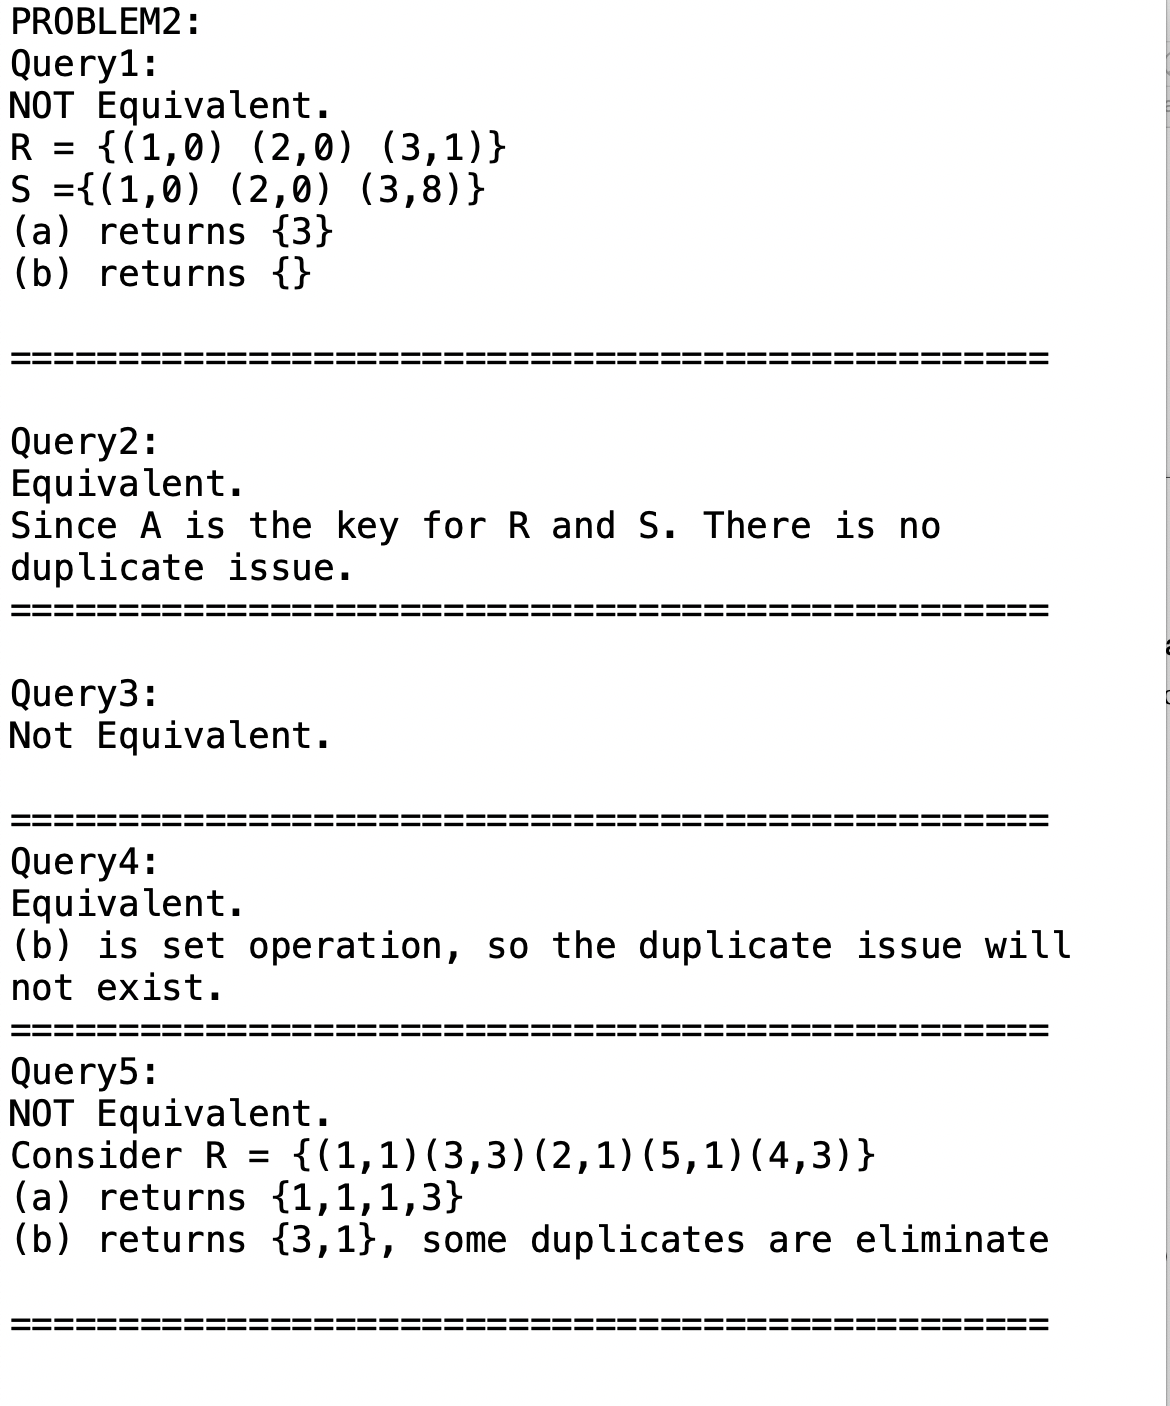 PROBLEM2:
Query1:
NOT Equivalent.
R = {(1,0) (2,0) (3,1)}
S ={(1,0) (2,0) (3,8)}
(a) returns {3}
(b) returns {}
================================================
Query2:
Equivalent.
Since A is the key for R and S. There is no
duplicate issue.
================================================
Query3:
Not Equivalent.
================================================
Query4:
Equivalent.
(b) is set operation, so the duplicate issue will
not exist.
================================================
Query5:
NOT Equivalent.
Consider R = {(1,1)(3,3)(2,1)(5,1)(4,3)}
(a) returns {1,1,1,3}
(b) returns {3,1}, some duplicates are eliminate
================================================